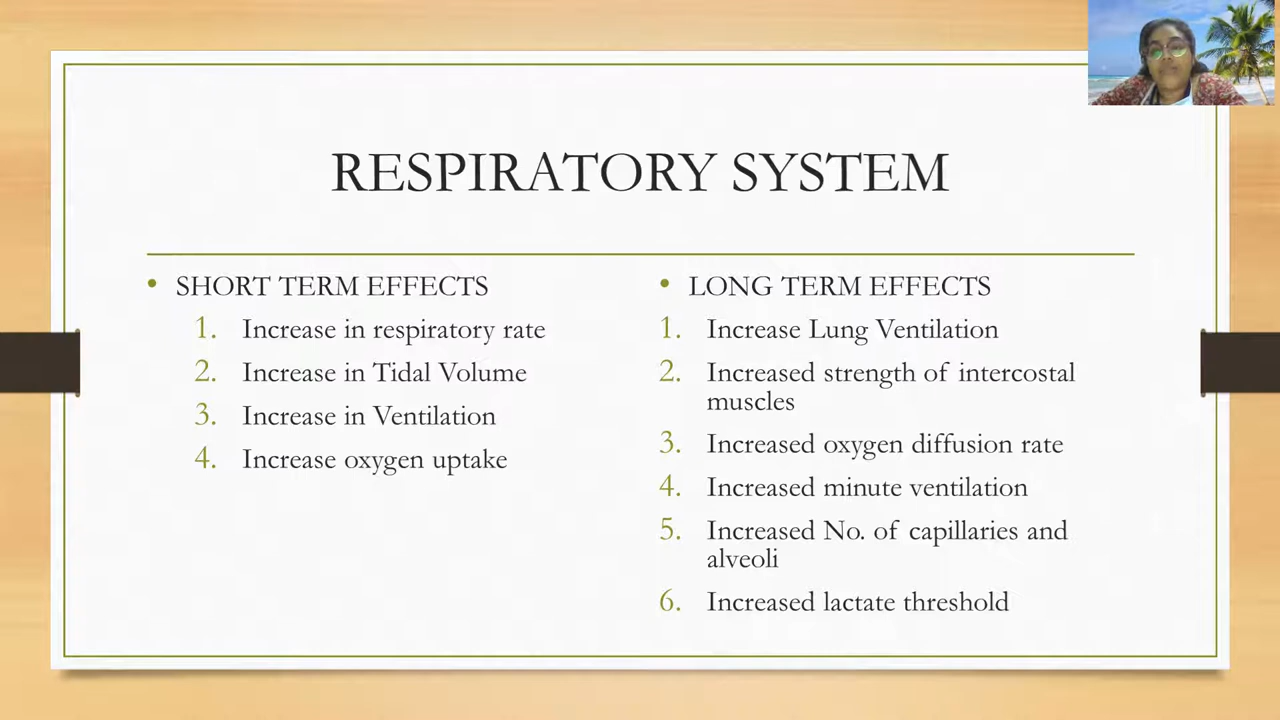 RESPIRATORY SYSTEM
• SHORT TERM EFFECTS
1. Increase in respiratory rate
2. Increase in Tidal Volume
3. Increase in Ventilation
4. Increase oxygen uptake
• LONG TERM EFFECTS
1. Increase Lung Ventilation
2. Increased strength of intercostal
muscles
3. Increased oxygen diffusion rate
4. Increased minute ventilation
5. Increased No. of capillaries and
alveoli
6. Increased lactate threshold